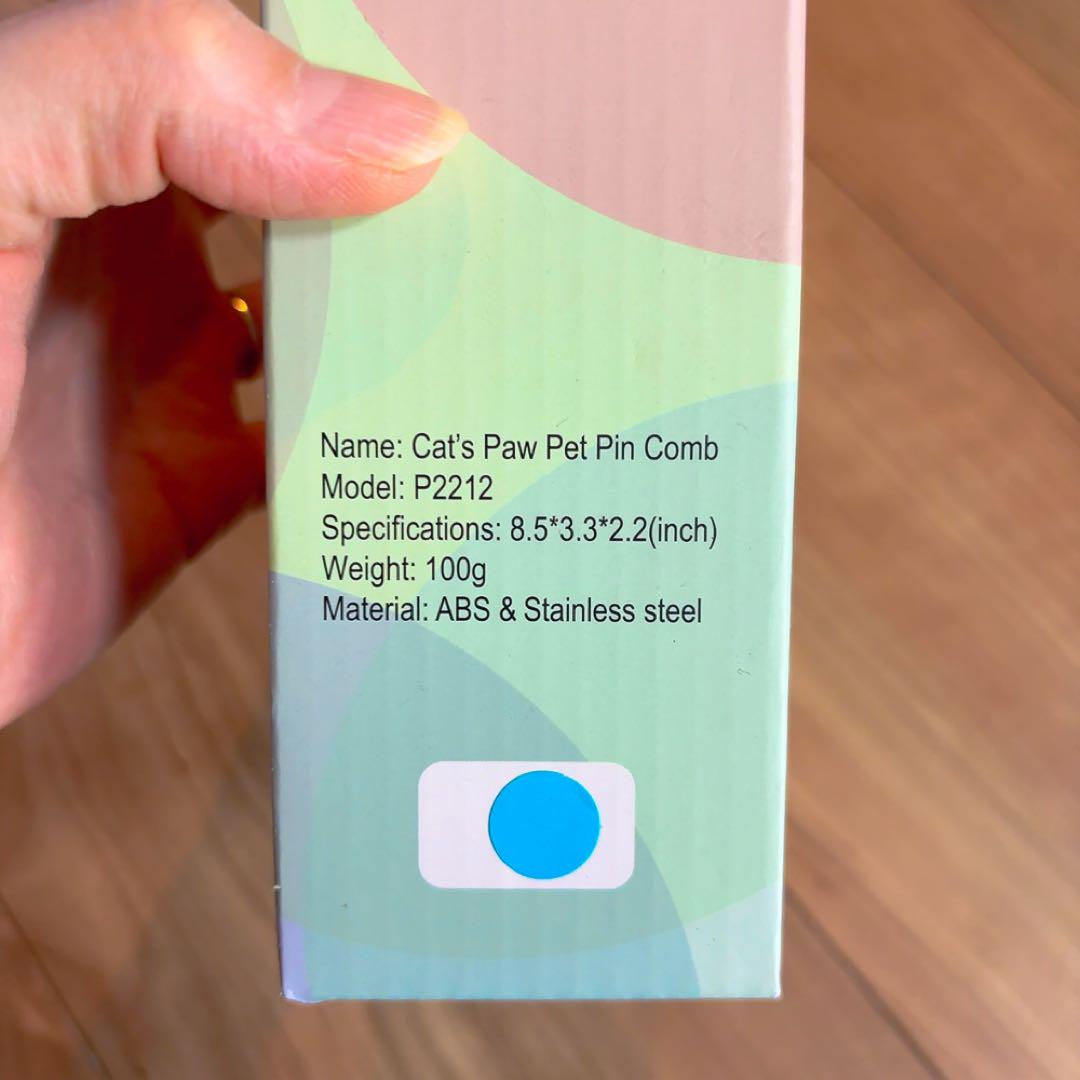 Name: Cat’s Paw Pet Pin Comb
Model: P2212
Specifications: 8.5*3.3*2.2(inch)
Weight: 100g
Material: ABS & Stainless steel